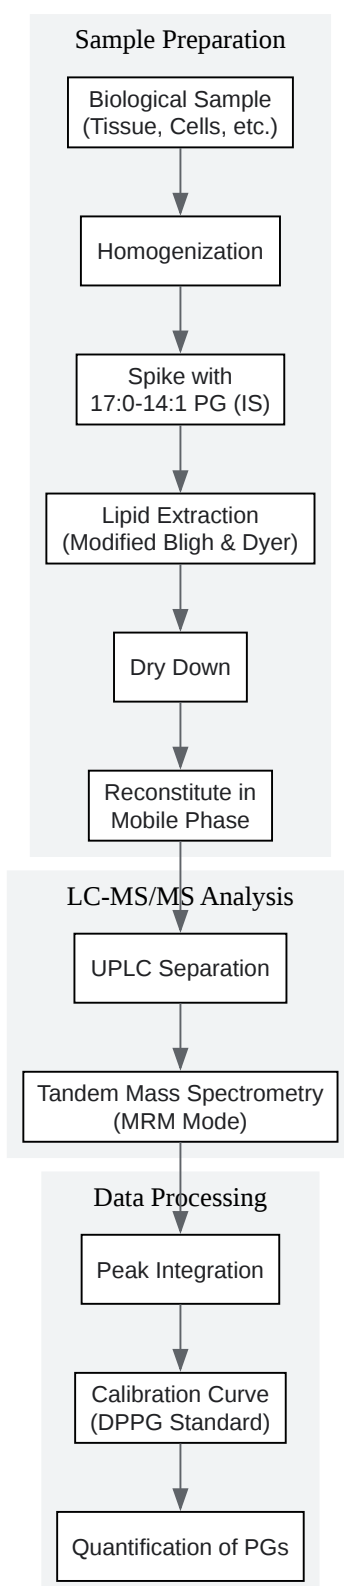 Sample Preparation
Biological Sample
(Tissue, Cells, etc.)
Homogenization
Spike with
17:0-14:1 PG (IS)
Lipid Extraction
(Modified Bligh & Dyer)
Dry Down
Reconstitute in
Mobile Phase
LC-MS/MS Analysis
UPLC Separation
Tandem Mass Spectrometry
(MRM Mode)
Data Processing
Peak Integration
Calibration Curve
(DPPG Standard)
Quantification of PGs